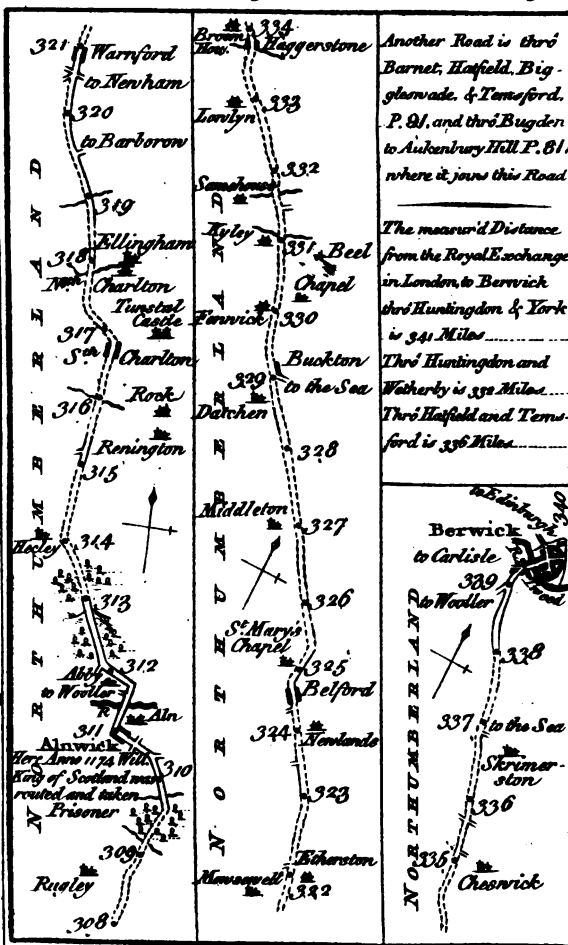 321
Warnford
to Newham
320
to Barboron
319
Ellingham
318
Nth
Charlton
Tunstal
Castle
317
Sth
Charlton
Rock
316
Renington
315
314
Hecley
313
312
Abby
to Wooller
R
Aln
311
Alnwick
Here Anno 1174 Will.
King of Scotland was
routed and taken
Prisoner
310
309
Rugley
308
NORTHUMBERLAND
334
Brown
How.
Haggerstone
333
Lowlyn
332
331
Kyley
Beel
Chapel
Fenwick
330
Buckton
329
to the Sea
Datchen
328
Middleton
327
326
St. Marys
Chapel
325
Belford
324
Newlands
323
Etherston
Mowsewell
322
NORTHUMBERLAND
Another Road is thro'
Barnet, Hatfield, Big-
gleswade, & Temsford,
P. 81, and thro' Bugden
to Aukenbury Hill P. 81,
where it joins this Road
The measur'd Distance
from the Royal Exchange
in London, to Berwick
thro' Huntingdon & York
is 341 Miles
Thro' Huntingdon and
Wetherby is 332 Miles
Thro' Hatfield and Tems-
ford is 336 Miles
to Edinburgh
340
Berwick
to Carlisle
339
to Wooller
338
337
to the Sea
Skrimer-
ston
336
335
Cheswick
NORTHUMBERLAND